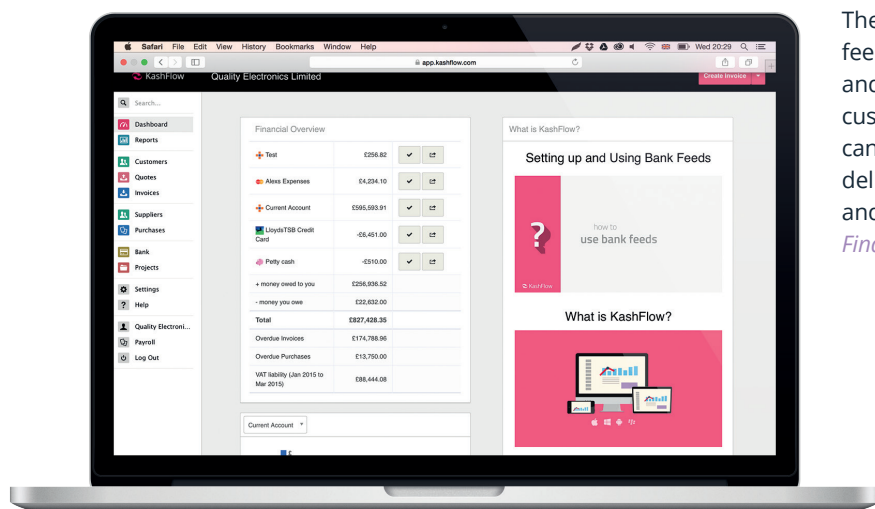 Safari File Edit View History Bookmarks Window Help
Wed 20:29
app.kashflow.com
KashFlow
Quality Electronics Limited
Create Invoice
Search...
Dashboard
Reports
Customers
Quotes
Invoices
Suppliers
Purchases
Bank
Projects
Settings
? Help
Quality Electroni...
Payroll
Log Out
Financial Overview
Test £256.82
Alexs Expenses £4,234.10
Current Account £595,593.91
LloydsTSB Credit
Card -£6,451.00
Petty cash -£510.00
+ money owed to you £256,936.52
- money you owe £22,632.00
Total £827,428.35
Overdue Invoices £174,788.96
Overdue Purchases £13,750.00
VAT liability (Jan 2015 to
Mar 2015) £88,444.08
Current Account
£
What is KashFlow?
Setting up and Using Bank Feeds
?
how to
use bank feeds
KashFlow
What is KashFlow?
The
fee
and
cus
can
del
and
Find